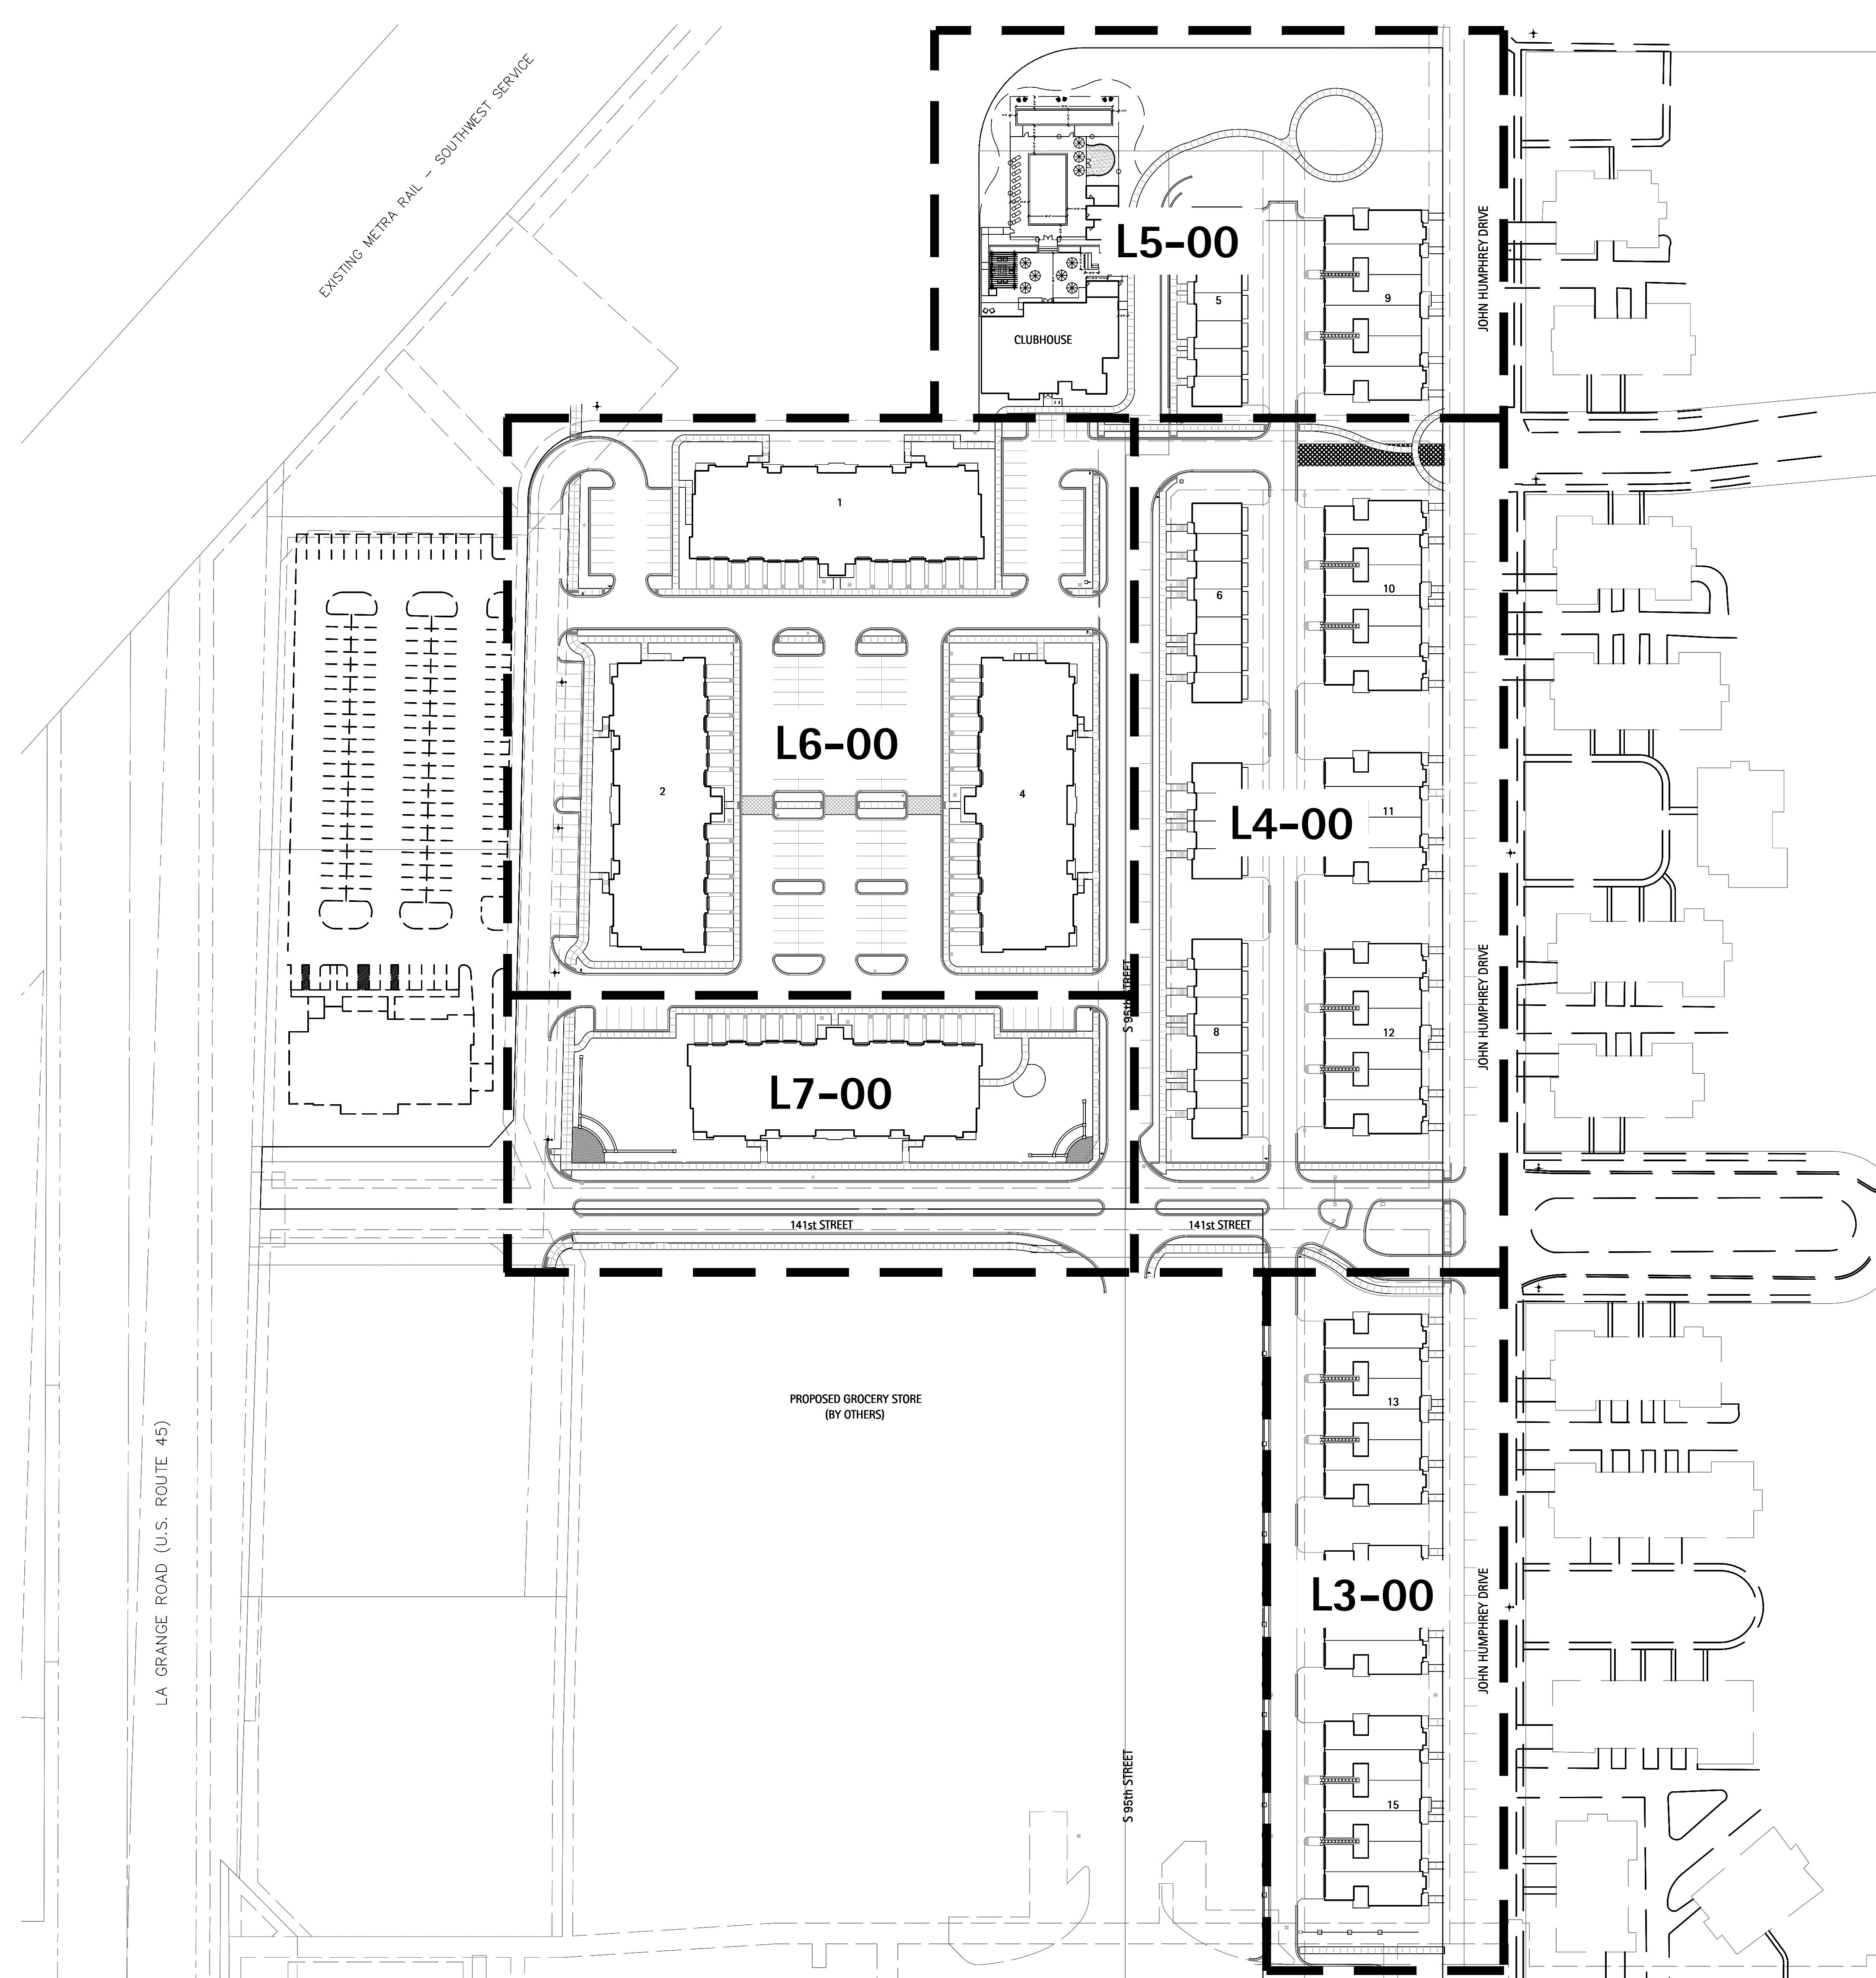 EXISTING METRA RAIL - SOUTHWEST SERVICE
JOHN HUMPHREY DRIVE
L5-00
5
9
CLUBHOUSE
1
6
10
L6-00
2
4
L4-00
11
S 95th STREET
JOHN HUMPHREY DRIVE
8
12
L7-00
141st STREET
141st STREET
PROPOSED GROCERY STORE
(BY OTHERS)
13
LA GRANGE ROAD (U.S. ROUTE 45)
L3-00
JOHN HUMPHREY DRIVE
S 95th STREET
15